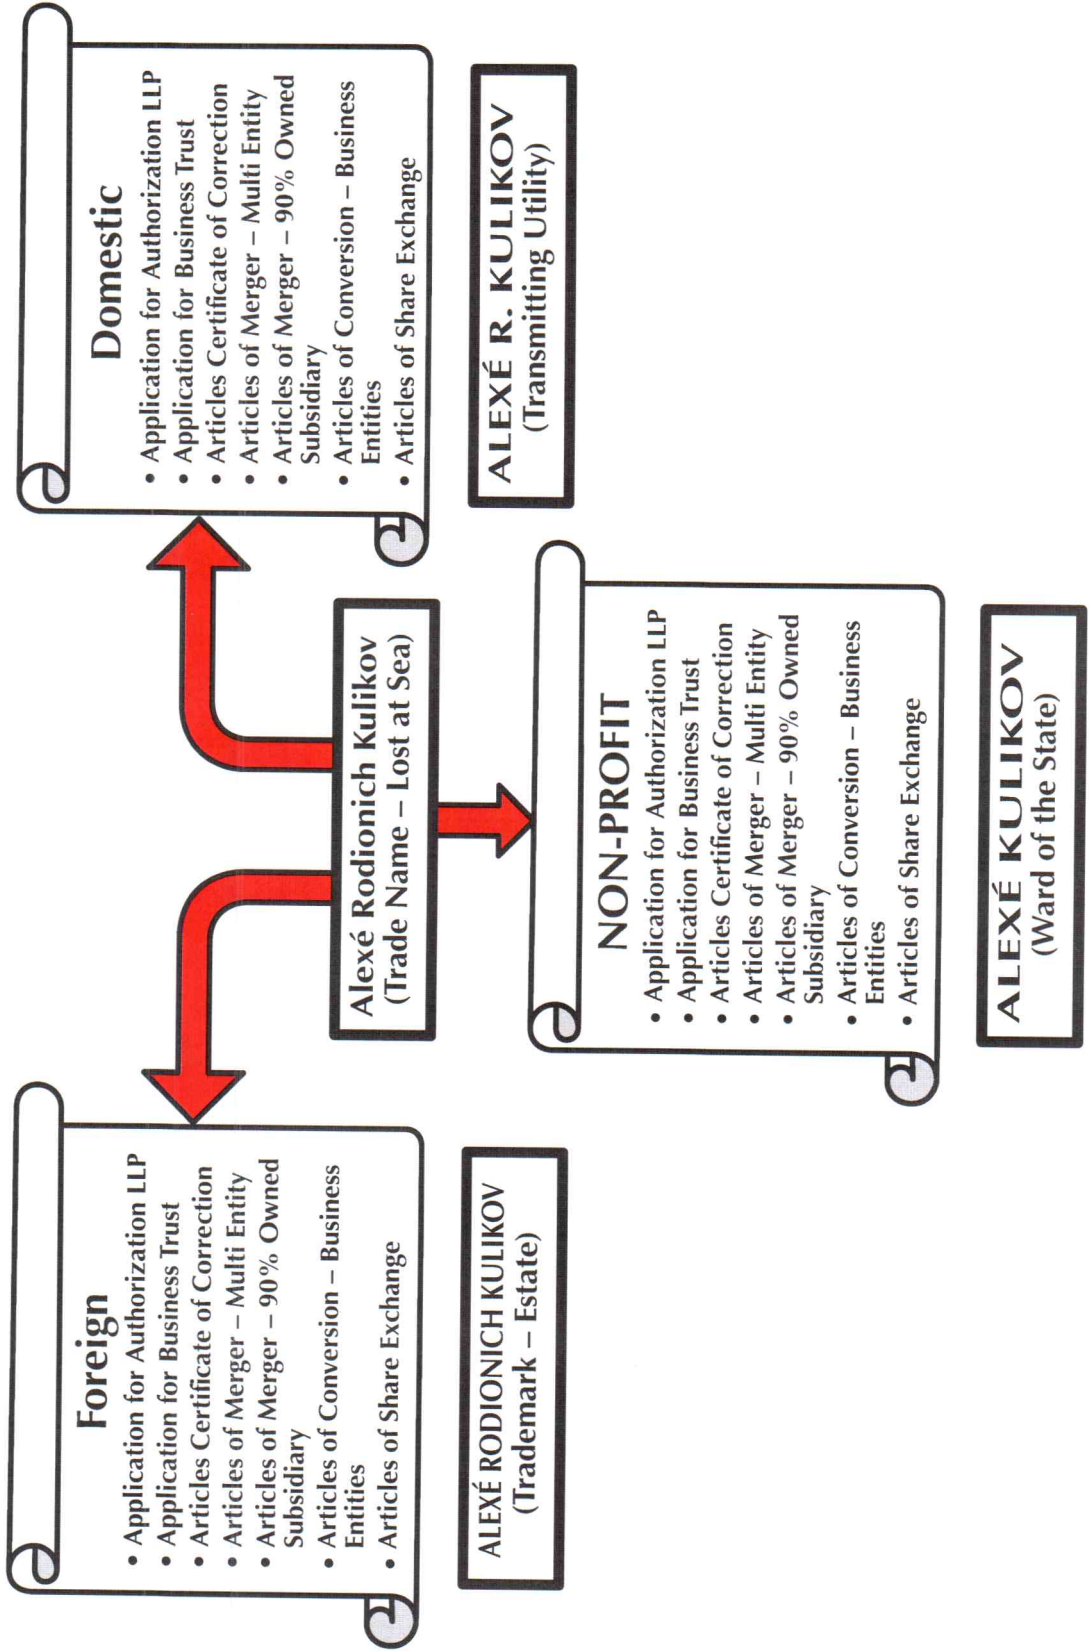 Foreign
• Application for Authorization LLP
• Application for Business Trust
• Articles Certificate of Correction
• Articles of Merger – Multi Entity
• Articles of Merger – 90% Owned
Subsidiary
• Articles of Conversion – Business
Entities
• Articles of Share Exchange
ALEXÉ RODIONICH KULIKOV
(Trademark – Estate)
Alexé Rodionich Kulikov
(Trade Name – Lost at Sea)
NON-PROFIT
• Application for Authorization LLP
• Application for Business Trust
• Articles Certificate of Correction
• Articles of Merger – Multi Entity
• Articles of Merger – 90% Owned
Subsidiary
• Articles of Conversion – Business
Entities
• Articles of Share Exchange
ALEXÉ KULIKOV
(Ward of the State)
Domestic
• Application for Authorization LLP
• Application for Business Trust
• Articles Certificate of Correction
• Articles of Merger – Multi Entity
• Articles of Merger – 90% Owned
Subsidiary
• Articles of Conversion – Business
Entities
• Articles of Share Exchange
ALEXÉ R. KULIKOV
(Transmitting Utility)